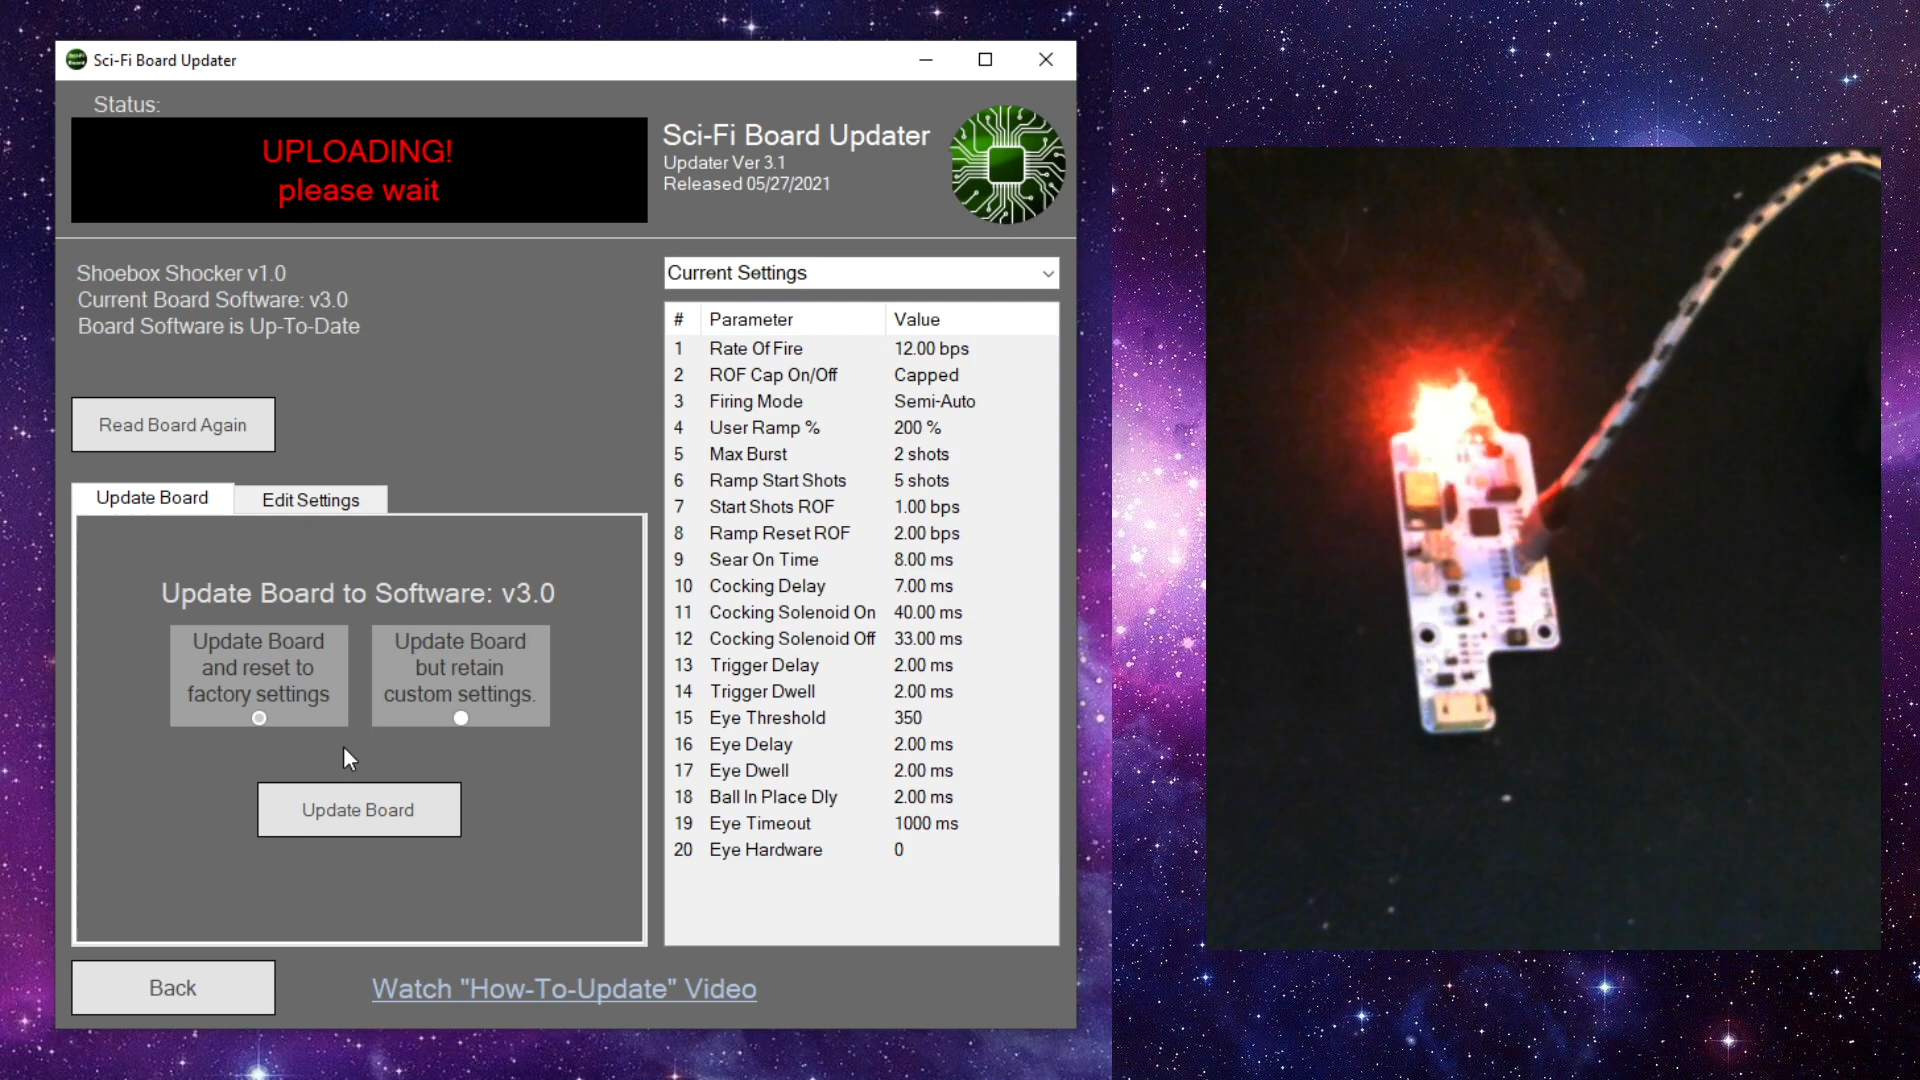 Sci-Fi Board Updater
Status:
UPLOADING!
please wait
Sci-Fi Board Updater
Updater Ver 3.1
Released 05/27/2021
Shoebox Shocker v1.0
Current Board Software: v3.0
Board Software is Up-To-Date
Read Board Again
Update Board
Edit Settings
Update Board to Software: v3.0
Update Board
and reset to
factory settings
Update Board
but retain
custom settings.
Update Board
Back
Watch "How-To-Update" Video
Current Settings
# Parameter Value
1 Rate Of Fire 12.00 bps
2 ROF Cap On/Off Capped
3 Firing Mode Semi-Auto
4 User Ramp % 200 %
5 Max Burst 2 shots
6 Ramp Start Shots 5 shots
7 Start Shots ROF 1.00 bps
8 Ramp Reset ROF 2.00 bps
9 Sear On Time 8.00 ms
10 Cocking Delay 7.00 ms
11 Cocking Solenoid On 40.00 ms
12 Cocking Solenoid Off 33.00 ms
13 Trigger Delay 2.00 ms
14 Trigger Dwell 2.00 ms
15 Eye Threshold 350
16 Eye Delay 2.00 ms
17 Eye Dwell 2.00 ms
18 Ball In Place Dly 2.00 ms
19 Eye Timeout 1000 ms
20 Eye Hardware 0